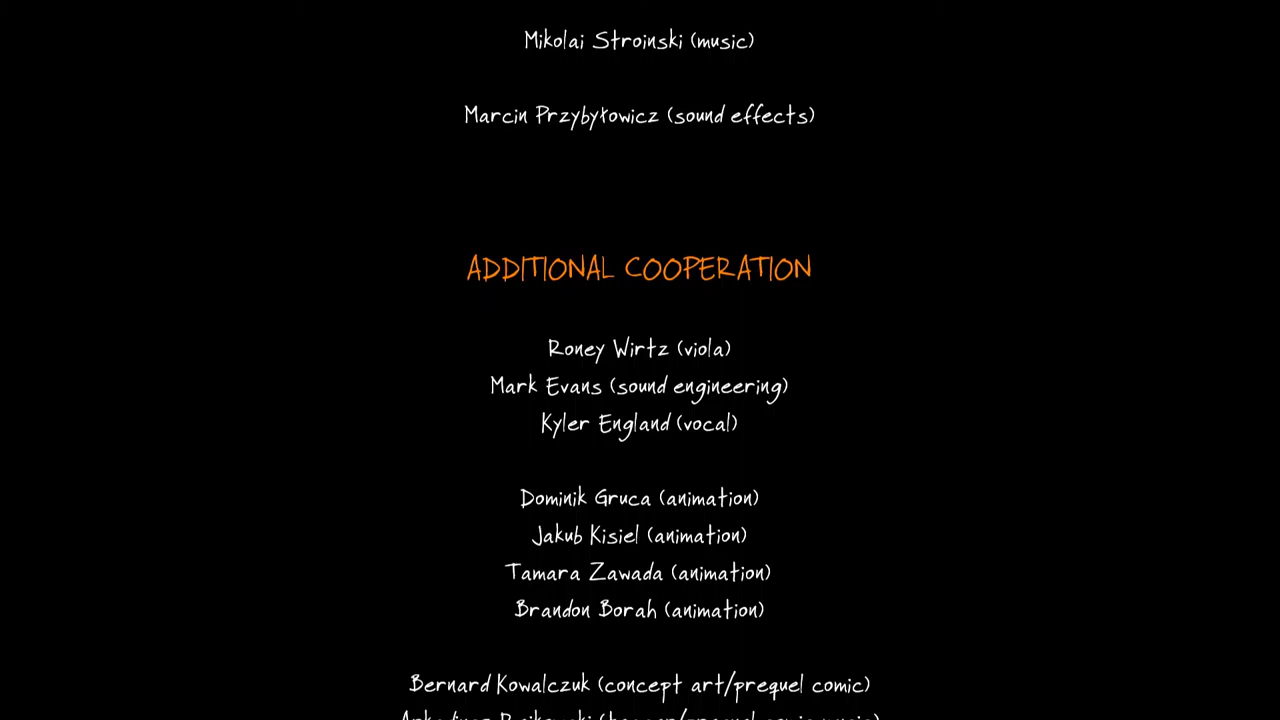 Mikolai Stroinski (music)
Marcin Przybyłowicz (sound effects)
ADDITIONAL COOPERATION
Roney Wirtz (viola)
Mark Evans (sound engineering)
Kyler England (vocal)
Dominik Gruca (animation)
Jakub Kisiel (animation)
Tamara Zawada (animation)
Brandon Borah (animation)
Bernard Kowalczuk (concept art/prequel comic)